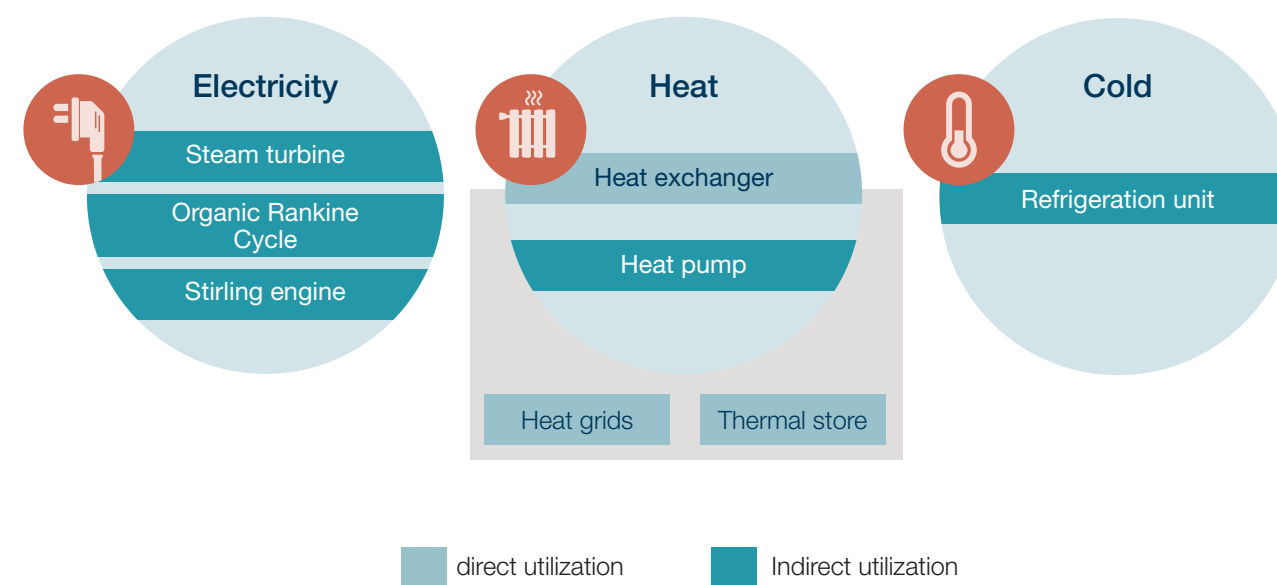 Electricity
Steam turbine
Organic Rankine
Cycle
Stirling engine
Heat
Heat exchanger
Heat pump
Heat grids
Thermal store
Cold
Refrigeration unit
direct utilization
Indirect utilization